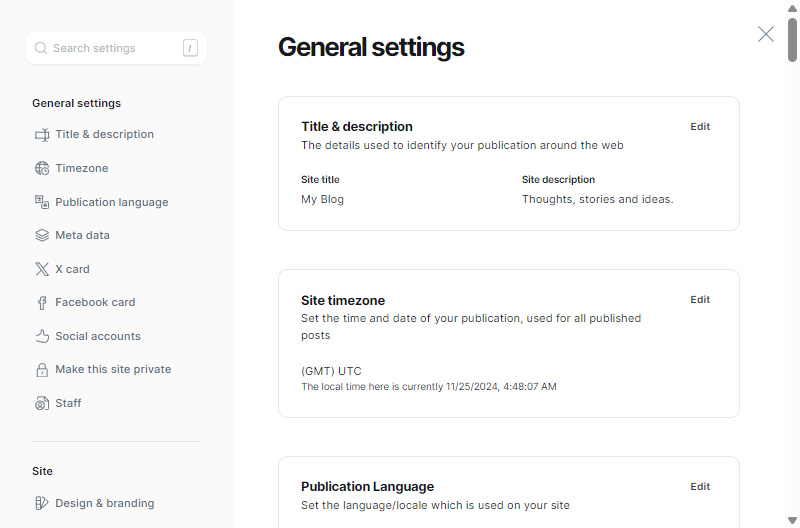 Search settings /
General settings
Title & description
Timezone
Publication language
Meta data
X card
Facebook card
Social accounts
Make this site private
Staff
Site
Design & branding
General settings
Title & description
Edit
The details used to identify your publication around the web
Site title
My Blog
Site description
Thoughts, stories and ideas.
Site timezone
Edit
Set the time and date of your publication, used for all published
posts
(GMT) UTC
The local time here is currently 11/25/2024, 4:48:07 AM
Publication Language
Edit
Set the language/locale which is used on your site